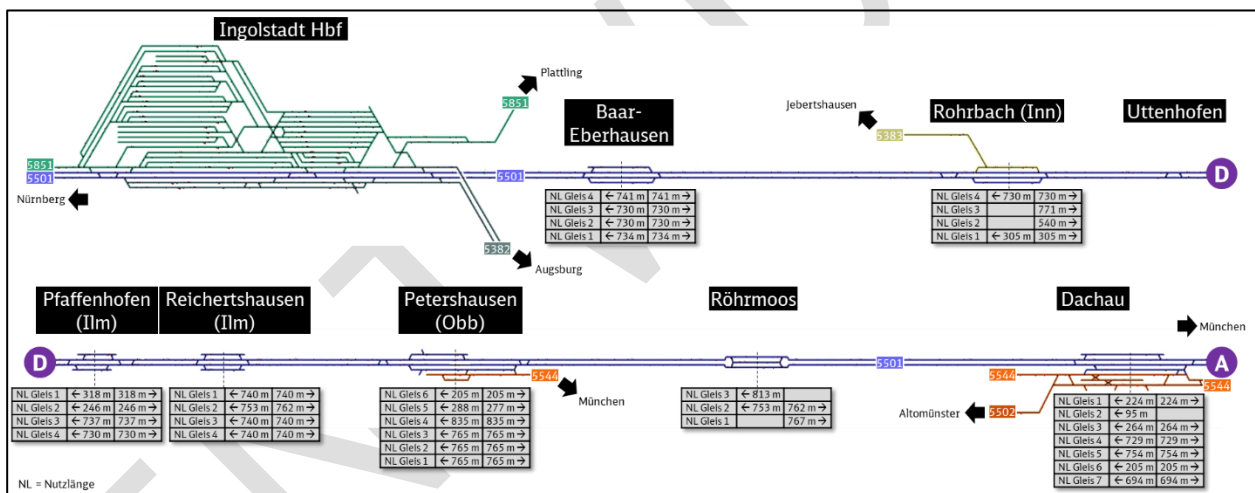 Ingolstadt Hbf
Plattling
5851
Baar-
Eberhausen
Jebertshausen
5383
Rohrbach (Inn)
Uttenhofen
5851
5501
5501
D
Nürnberg
5382
Augsburg
NL Gleis 4 ← 741 m 741 m →
NL Gleis 3 ← 730 m 730 m →
NL Gleis 2 ← 730 m 730 m →
NL Gleis 1 ← 734 m 734 m →
NL Gleis 4 ← 730 m 730 m →
NL Gleis 3 771 m →
NL Gleis 2 540 m →
NL Gleis 1 ← 305 m 305 m →
Pfaffenhofen
(Ilm)
Reichertshausen
(Ilm)
Petershausen
(Obb)
Röhrmoos
Dachau
München
D
5501
A
5544
München
5544
5544
Altomünster
5502
NL Gleis 1 ← 318 m 318 m →
NL Gleis 2 ← 246 m 246 m →
NL Gleis 3 ← 737 m 737 m →
NL Gleis 4 ← 730 m 730 m →
NL Gleis 1 ← 740 m 740 m →
NL Gleis 2 ← 753 m 762 m →
NL Gleis 3 ← 740 m 740 m →
NL Gleis 4 ← 740 m 740 m →
NL Gleis 6 ← 205 m 205 m →
NL Gleis 5 ← 288 m 277 m →
NL Gleis 4 ← 835 m 835 m →
NL Gleis 3 ← 765 m 765 m →
NL Gleis 2 ← 765 m 765 m →
NL Gleis 1 ← 765 m 765 m →
NL Gleis 3 ← 813 m
NL Gleis 2 ← 753 m 762 m →
NL Gleis 1 767 m →
NL Gleis 1 ← 224 m 224 m →
NL Gleis 2 ← 95 m
NL Gleis 3 ← 264 m 264 m →
NL Gleis 4 ← 729 m 729 m →
NL Gleis 5 ← 754 m 754 m →
NL Gleis 6 ← 205 m 205 m →
NL Gleis 7 ← 694 m 694 m →
NL = Nutzlänge